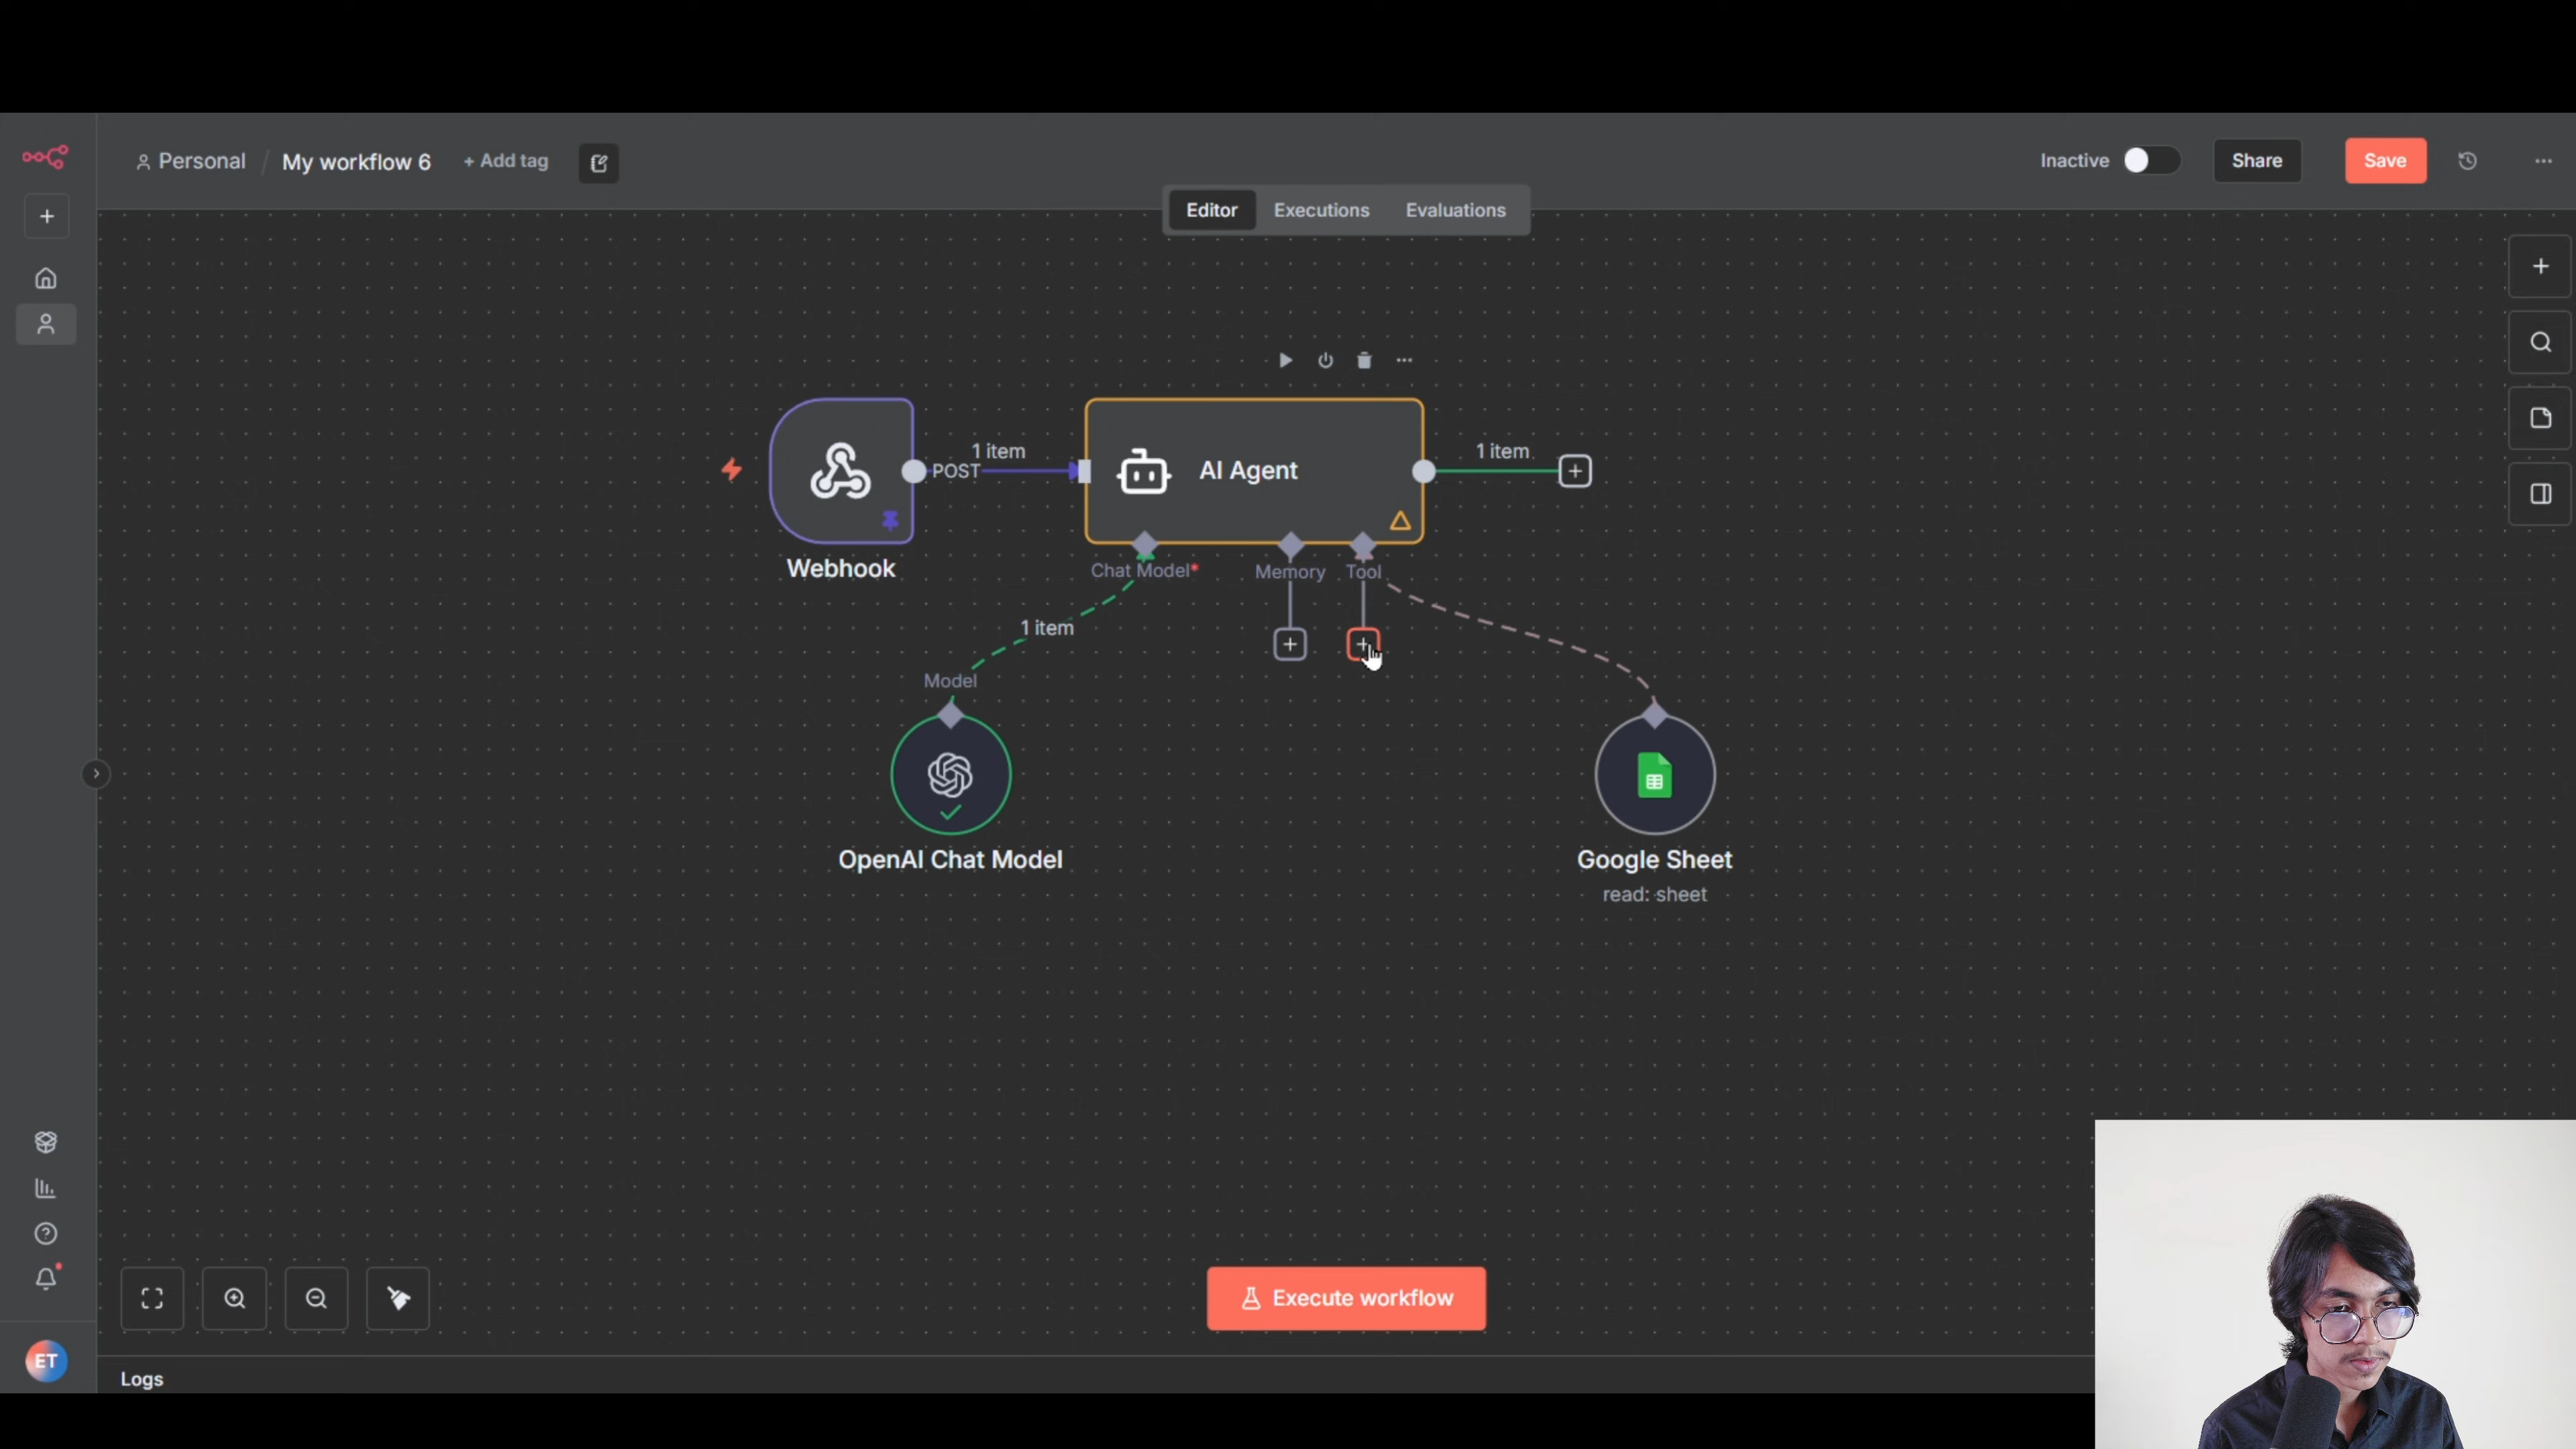 Personal / My workflow 6 + Add tag
Inactive Share Save
Editor Executions Evaluations
1 item 1 item
POST AI Agent
Webhook
Chat Model* Memory Tool
1 item
Model
OpenAI Chat Model Google Sheet
read: sheet
Execute workflow
ET
Logs